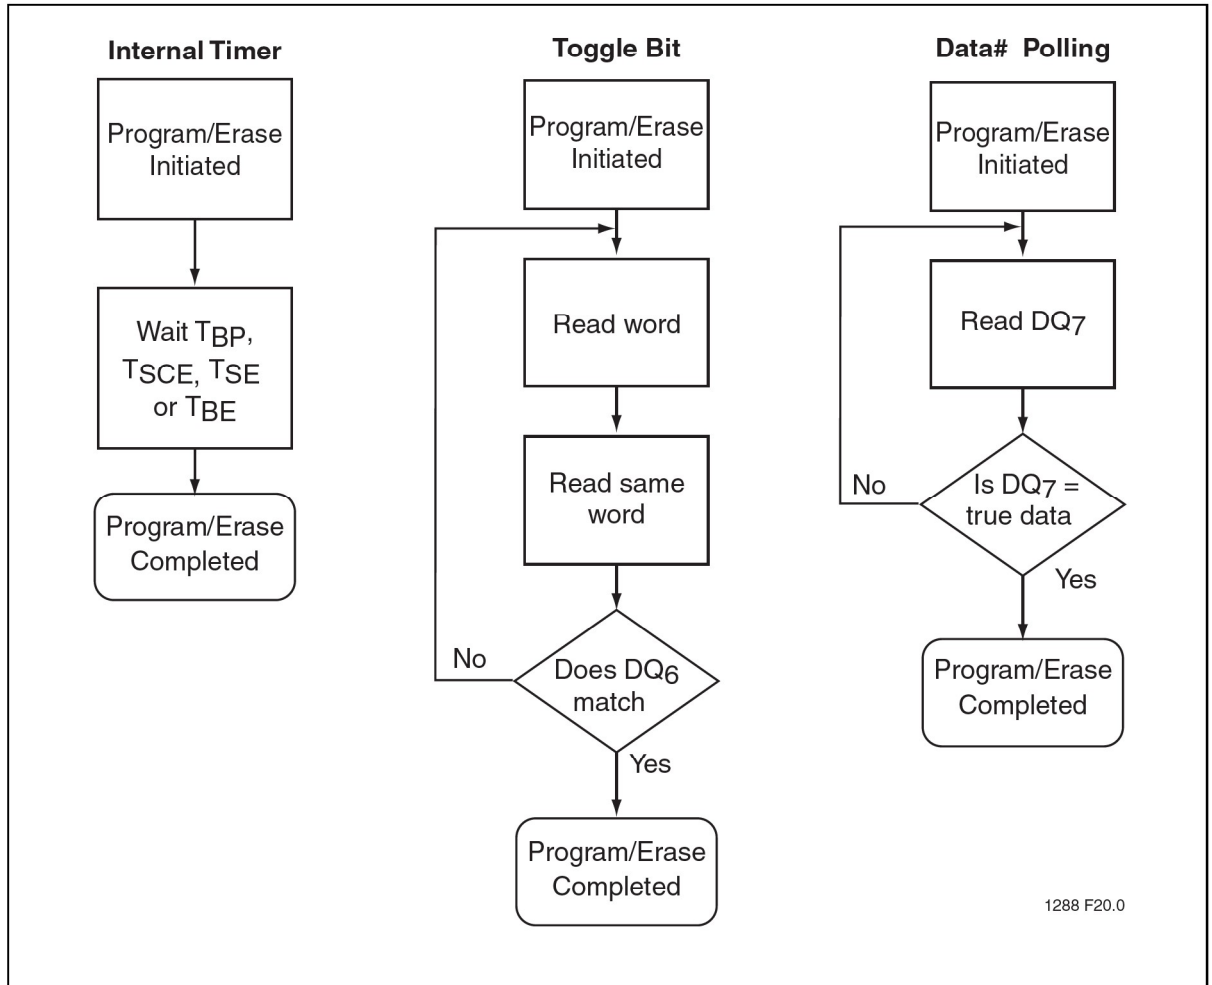 Internal Timer
Program/Erase
Initiated
Wait TBP,
TSCE, TSE
or TBE
Program/Erase
Completed
Toggle Bit
Program/Erase
Initiated
Read word
Read same
word
Does DQ6
match
No
Yes
Program/Erase
Completed
Data# Polling
Program/Erase
Initiated
Read DQ7
Is DQ7 =
true data
No
Yes
Program/Erase
Completed
1288 F20.0